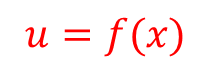 u = f(x)